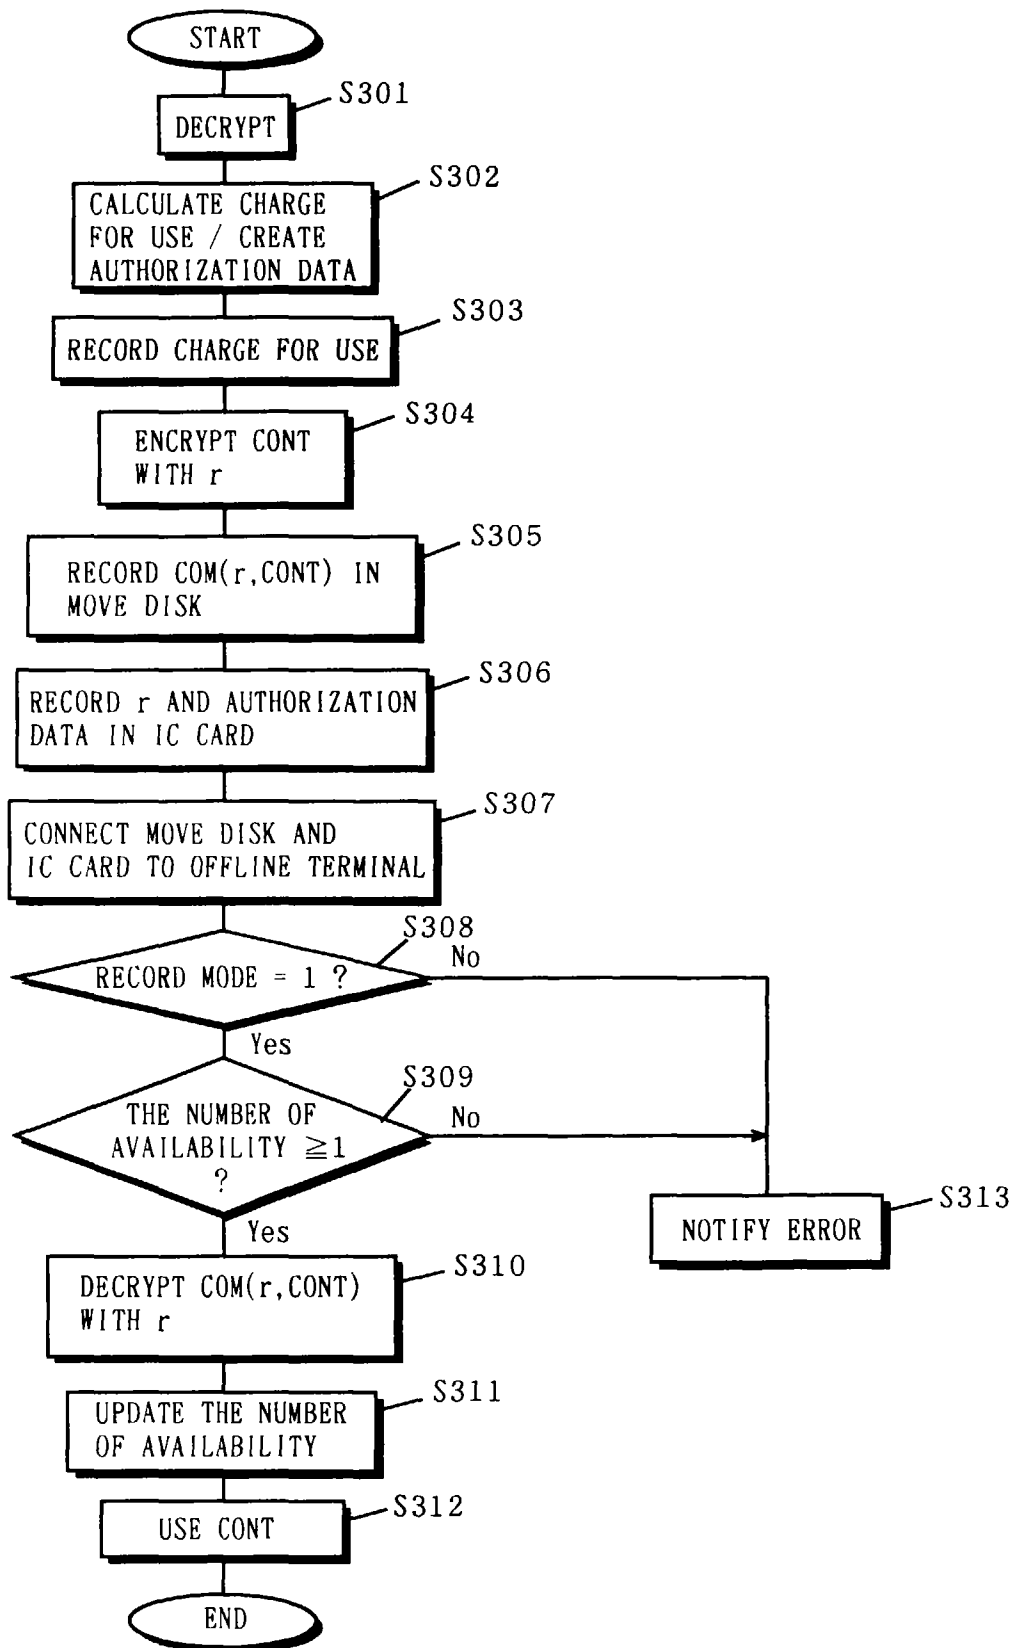 START
S301
DECRYPT
S302
CALCULATE CHARGE
FOR USE / CREATE
AUTHORIZATION DATA
S303
RECORD CHARGE FOR USE
S304
ENCRYPT CONT
WITH r
S305
RECORD COM(r,CONT) IN
MOVE DISK
S306
RECORD r AND AUTHORIZATION
DATA IN IC CARD
S307
CONNECT MOVE DISK AND
IC CARD TO OFFLINE TERMINAL
S308
RECORD MODE = 1 ?
No
Yes
S309
THE NUMBER OF
AVAILABILITY ≧1
?
No
Yes
S313
NOTIFY ERROR
S310
DECRYPT COM(r,CONT)
WITH r
S311
UPDATE THE NUMBER
OF AVAILABILITY
S312
USE CONT
END